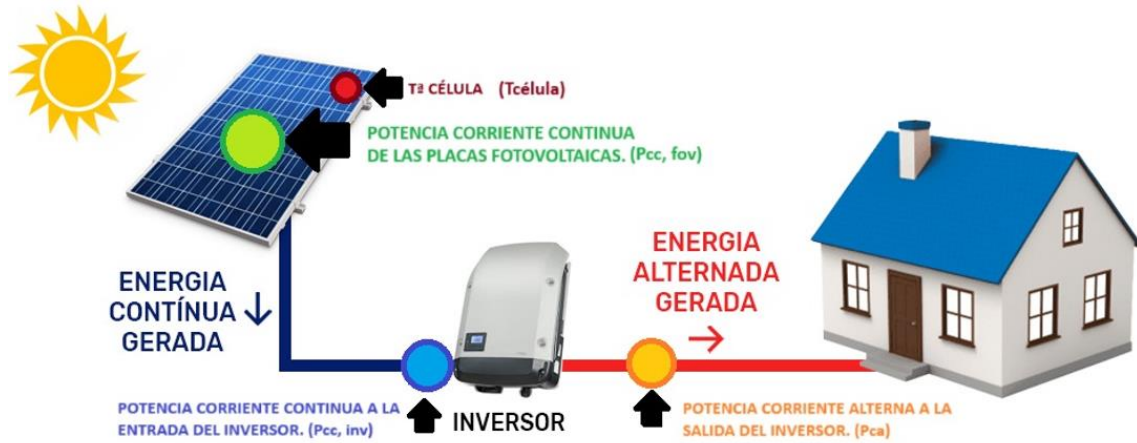 Tª CÉLULA (Tcélula)
POTENCIA CORRIENTE CONTINUA
DE LAS PLACAS FOTOVOLTAICAS. (Pcc, fov)
ENERGIA
CONTÍNUA
GERADA
ENERGIA
ALTERNADA
GERADA
POTENCIA CORRIENTE CONTINUA A LA
ENTRADA DEL INVERSOR. (Pcc, inv)
INVERSOR
POTENCIA CORRIENTE ALTERNA A LA
SALIDA DEL INVERSOR. (Pca)